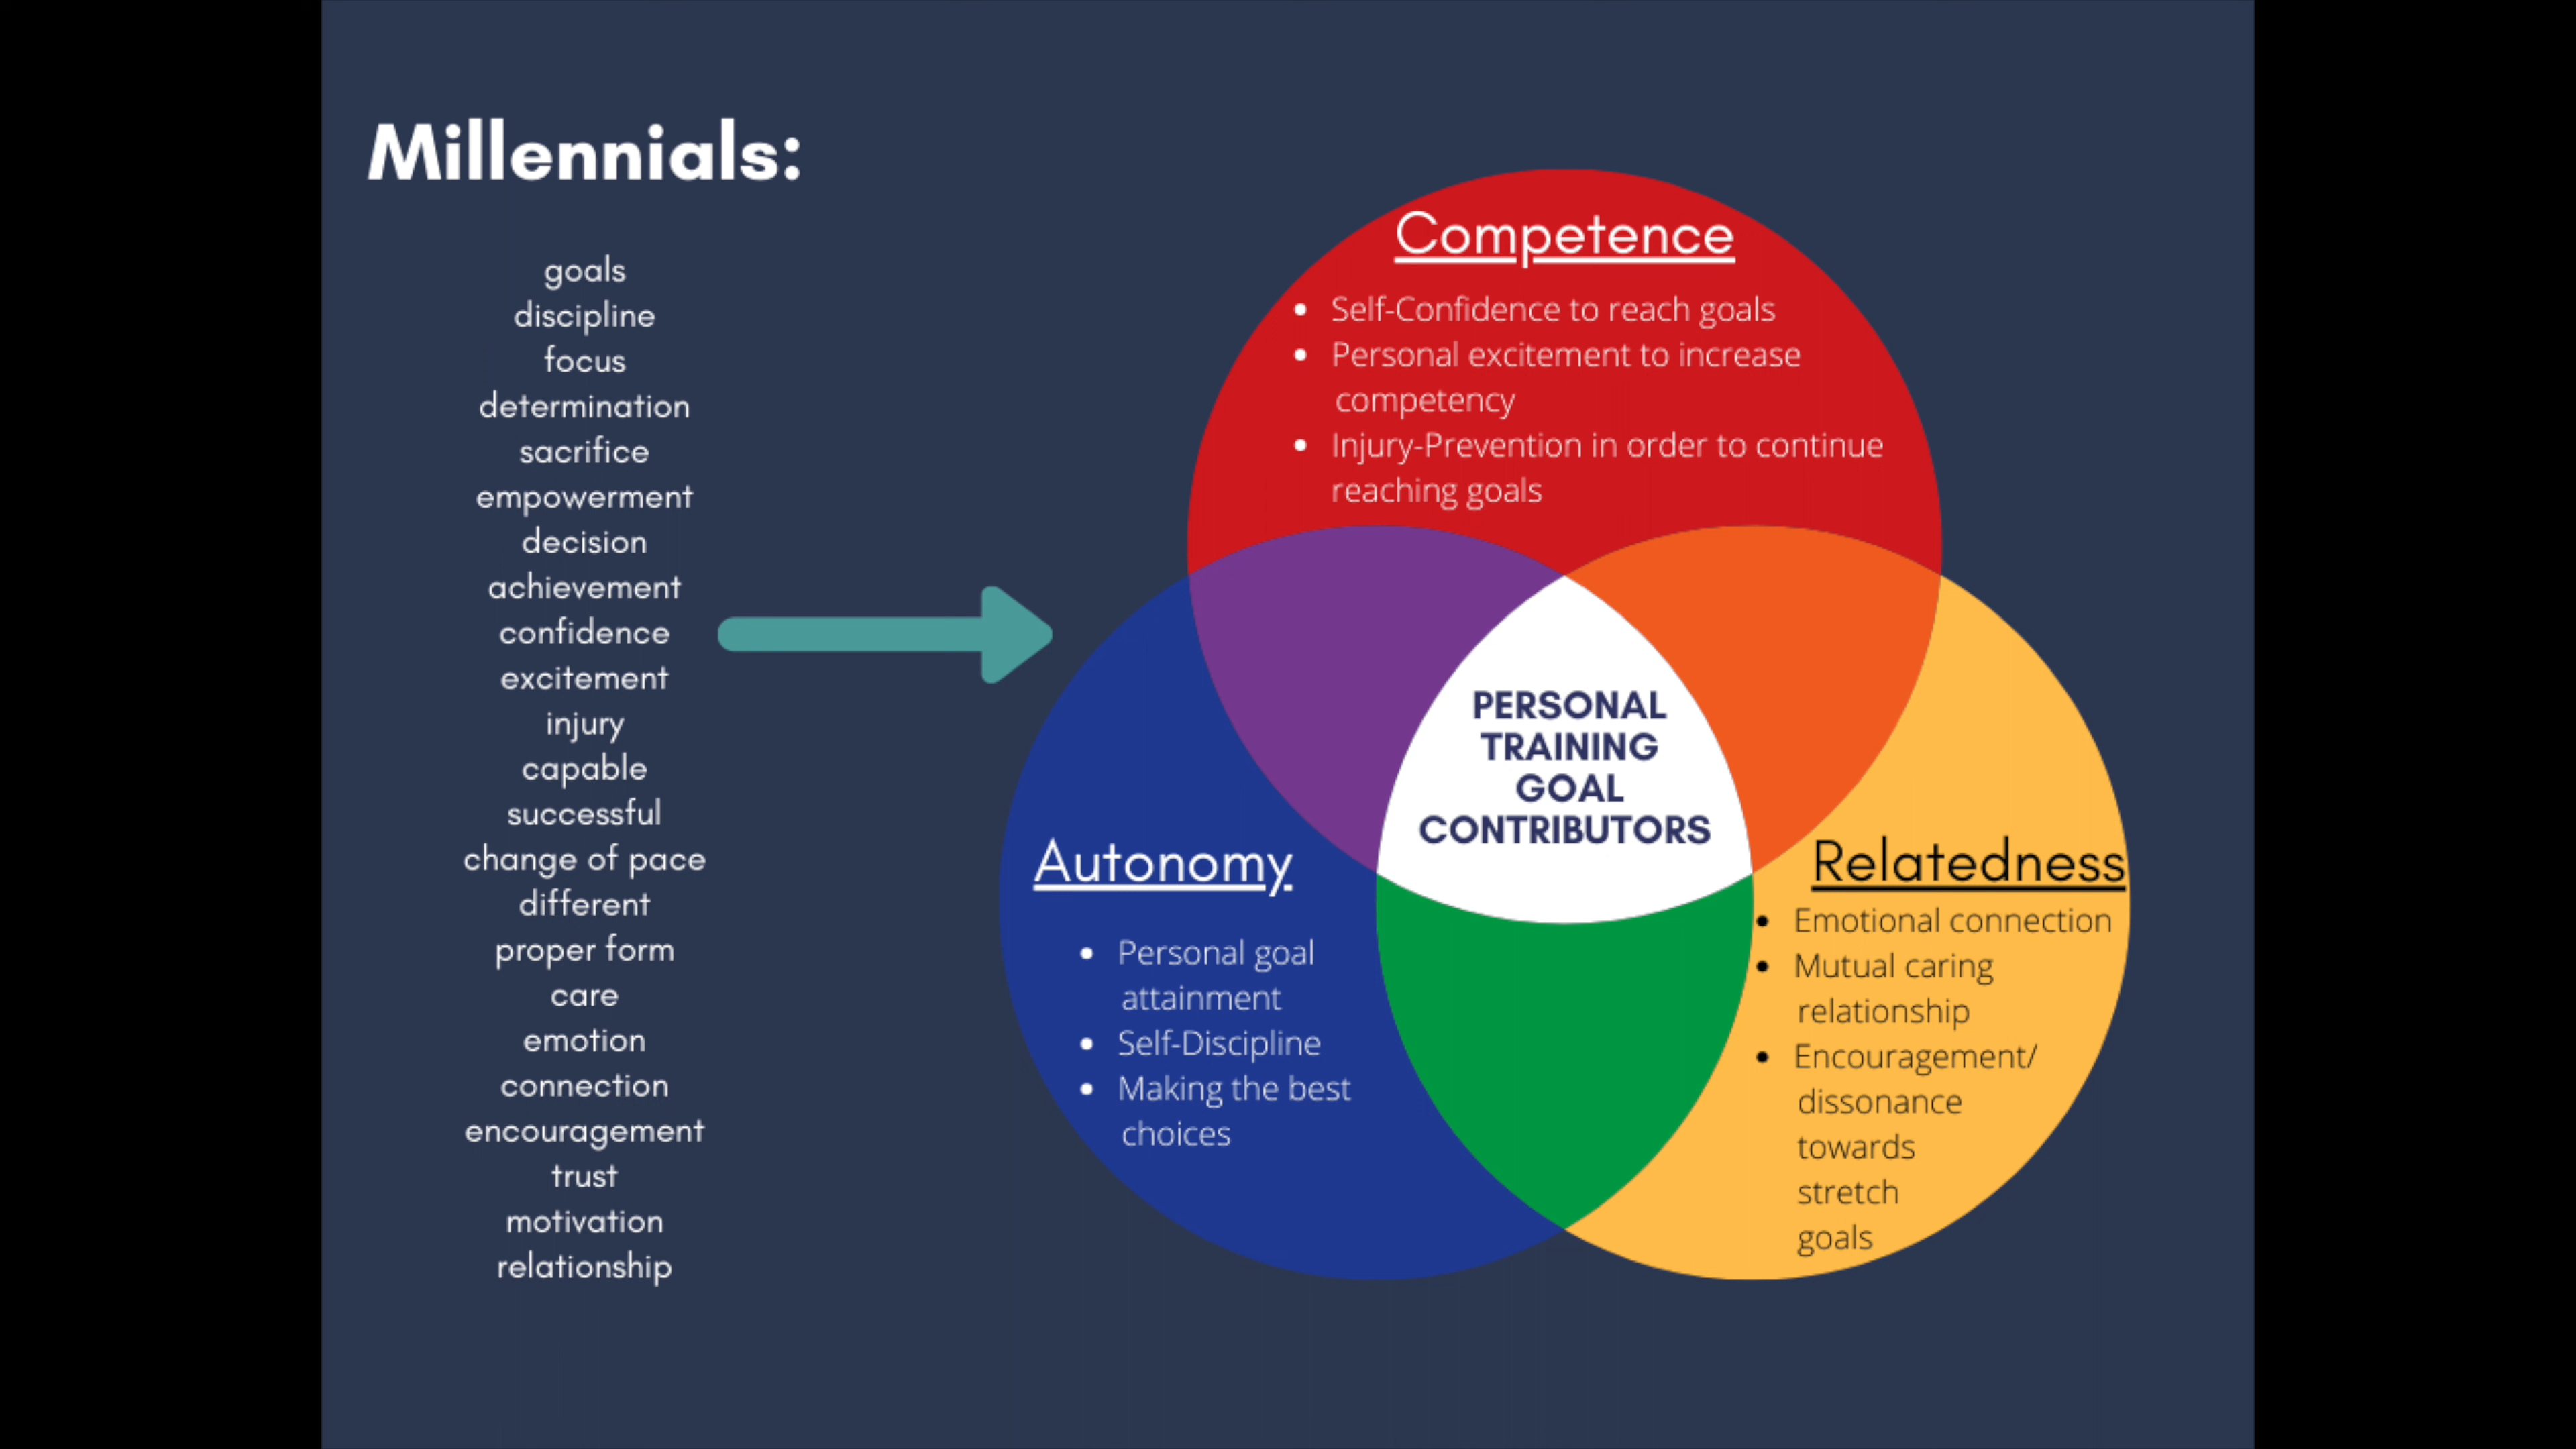 Millennials:
goals
discipline
focus
determination
sacrifice
empowerment
decision
achievement
confidence
excitement
injury
capable
successful
change of pace
different
proper form
care
emotion
connection
encouragement
trust
motivation
relationship
Competence
• Self-Confidence to reach goals
• Personal excitement to increase
competency
• Injury-Prevention in order to continue
reaching goals
PERSONAL
TRAINING
GOAL
CONTRIBUTORS
Autonomy
• Personal goal
attainment
• Self-Discipline
• Making the best
choices
Relatedness
• Emotional connection
• Mutual caring
relationship
• Encouragement/
dissonance
towards
stretch
goals